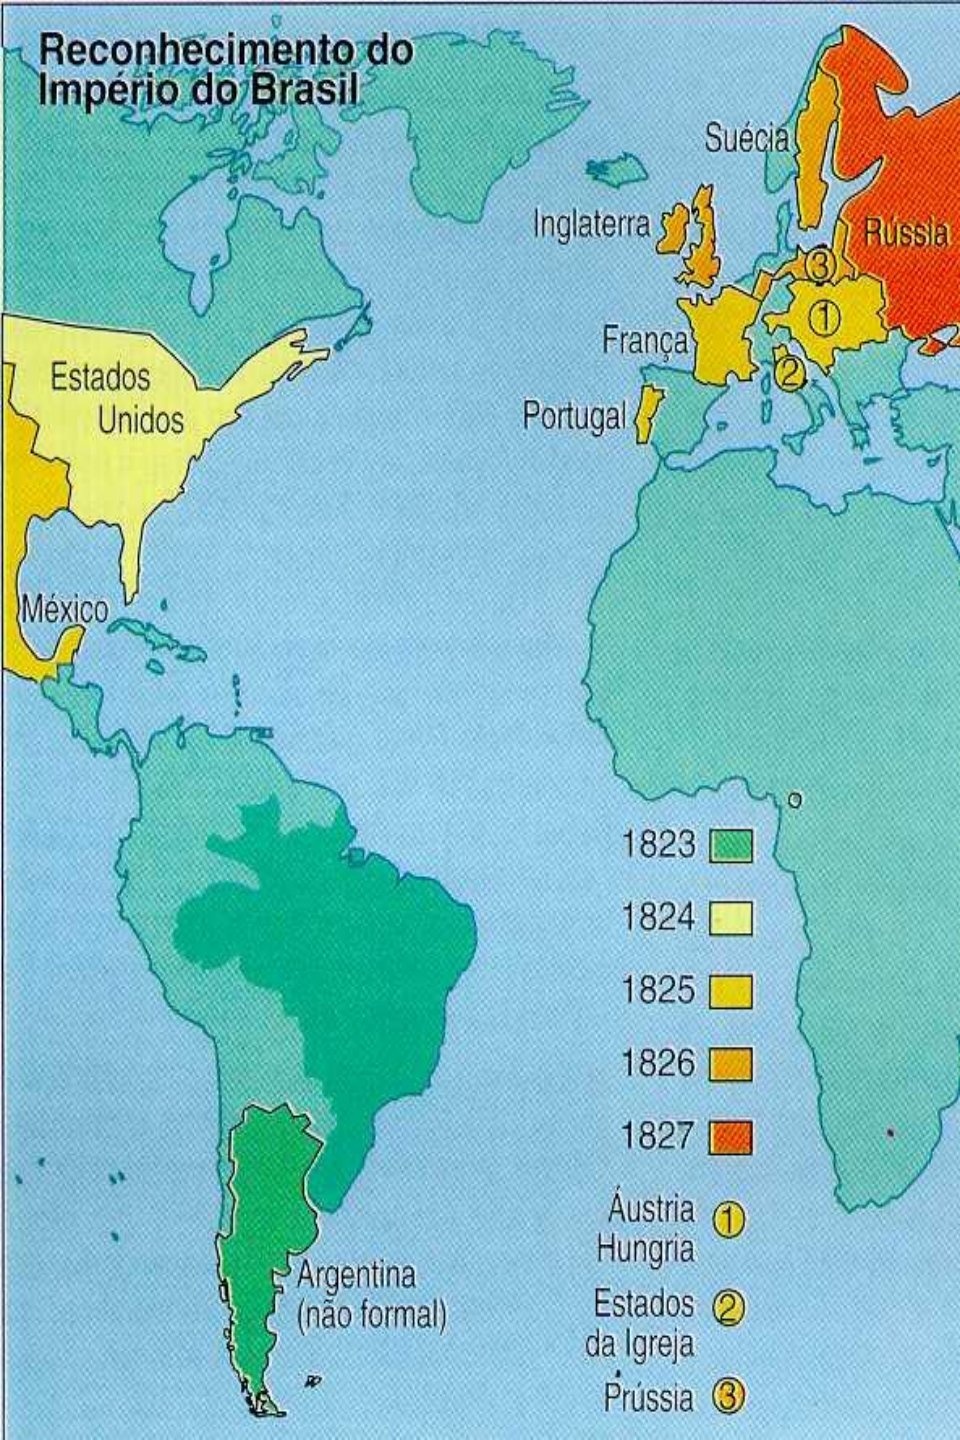 Reconhecimento do
Império do Brasil
Suécia
Inglaterra
Rússia
3
1
França
2
Portugal
Estados
Unidos
México
1823
1824
1825
1826
1827
Áustria
Hungria
1
Estados
da Igreja
2
Prússia
3
Argentina
(não formal)